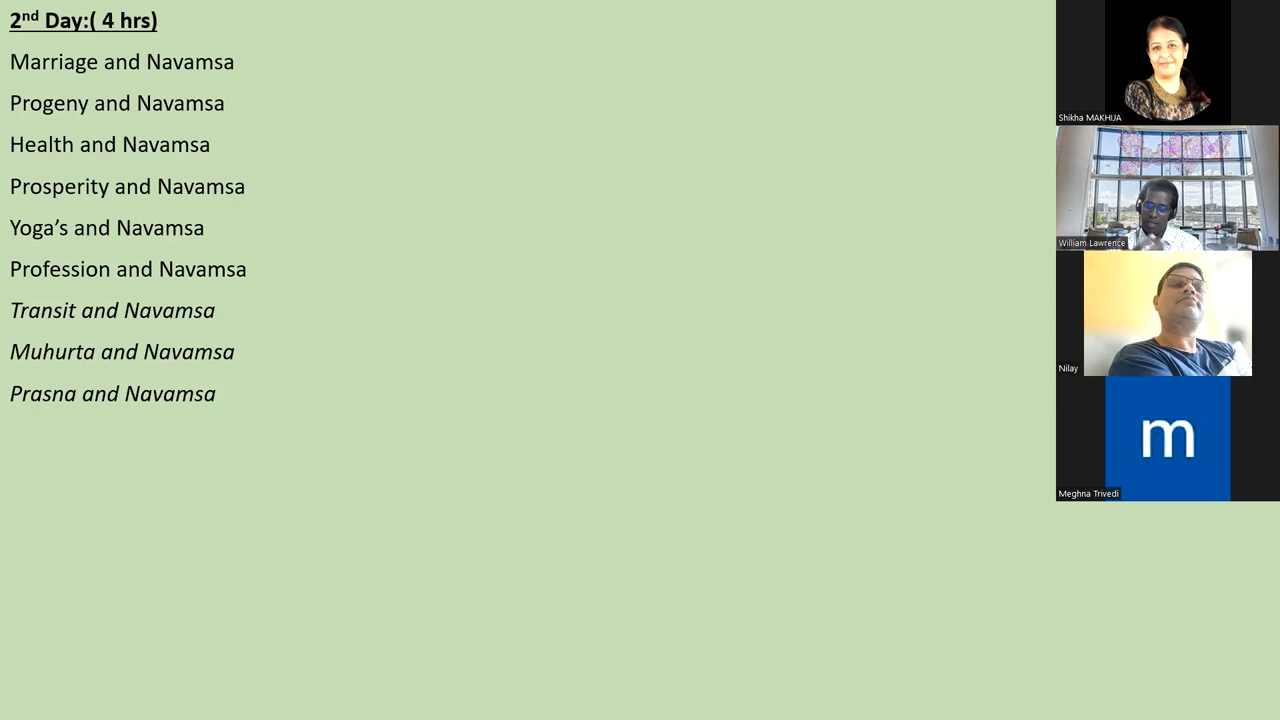 2nd Day:( 4 hrs)
Marriage and Navamsa
Progeny and Navamsa
Health and Navamsa
Prosperity and Navamsa
Yoga’s and Navamsa
Profession and Navamsa
Transit and Navamsa
Muhurta and Navamsa
Prasna and Navamsa
Shikha MAKHIJA
William Lawrence
Nilay
m
Meghna Trivedi